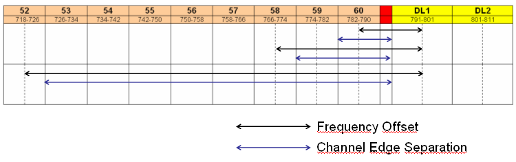 52 53 54 55 56 57 58 59 60 DL1 DL2
718-726 726-734 734-742 742-750 750-758 758-766 766-774 774-782 782-790 791-801 801-811
Frequency Offset
Channel Edge Separation